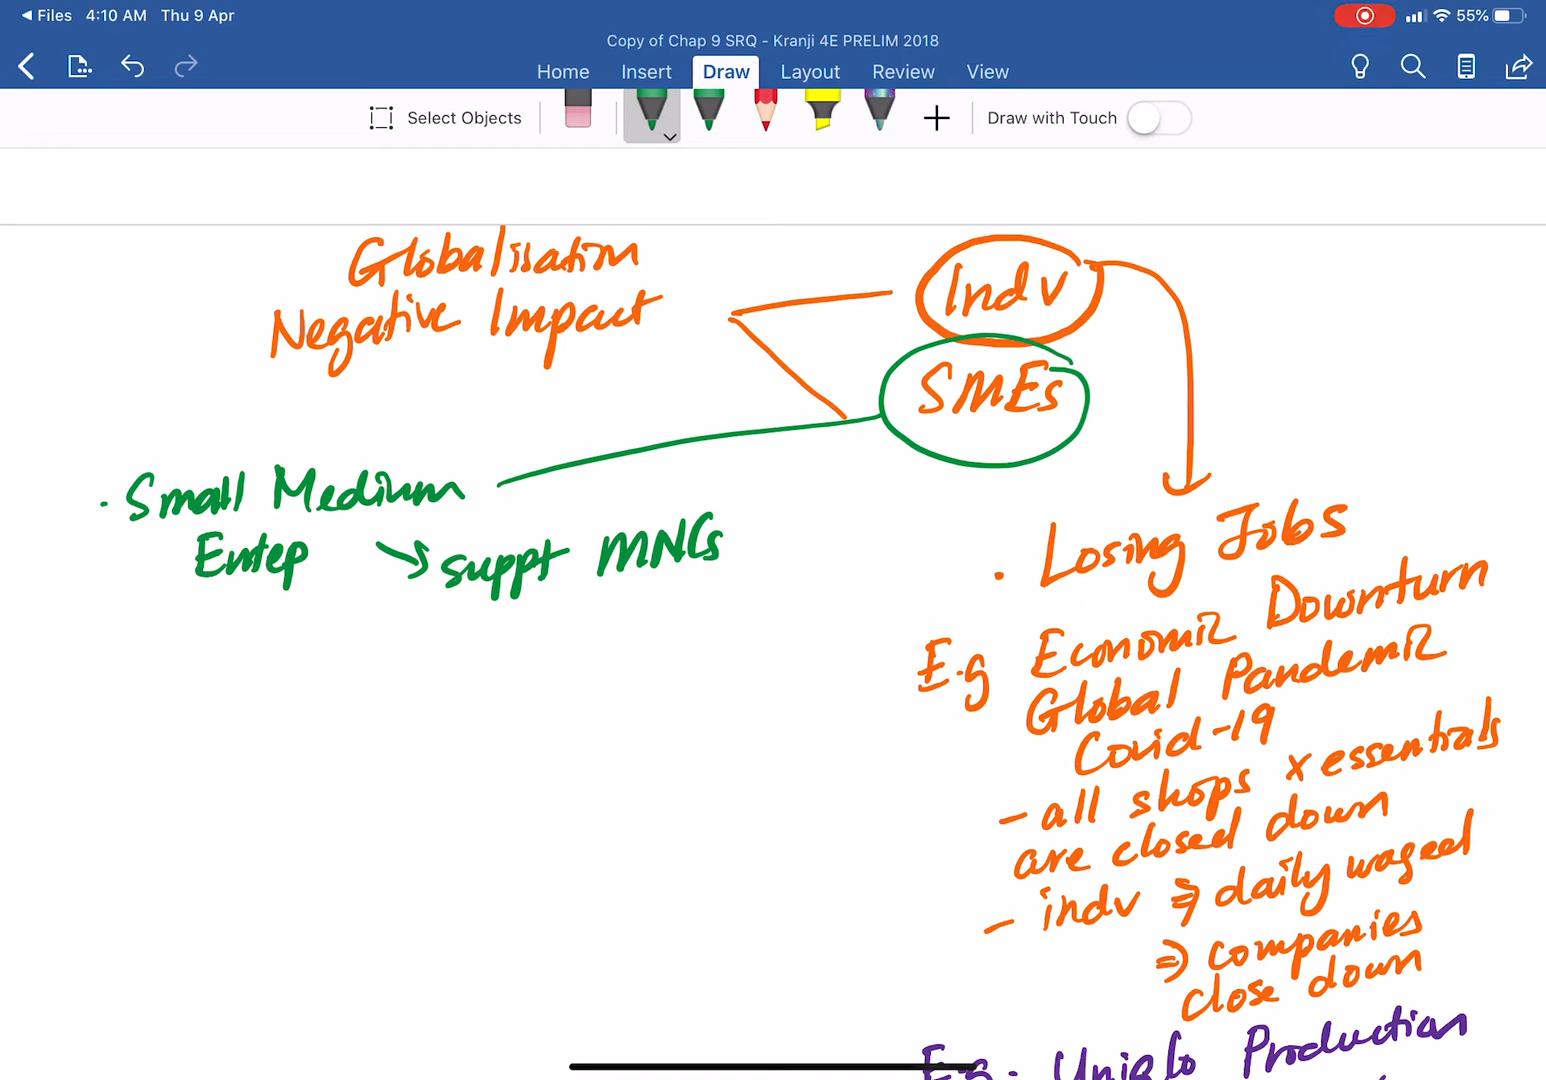 Files 4:10 AM Thu 9 Apr
55%
Copy of Chap 9 SRQ - Kranji 4E PRELIM 2018
Home Insert Draw Layout Review View
Select Objects
Draw with Touch
Globalisation
Negative Impact
Indv
SMEs
· Small Medium
Entep → suppt MNCs
· Losing Jobs
E.g Economic Downturn
Global Pandemic
Covid-19
- all shops x essentials
are closed down
- indv ⇒ daily waged
⇒ companies
close down
E.g. Uniqlo Production